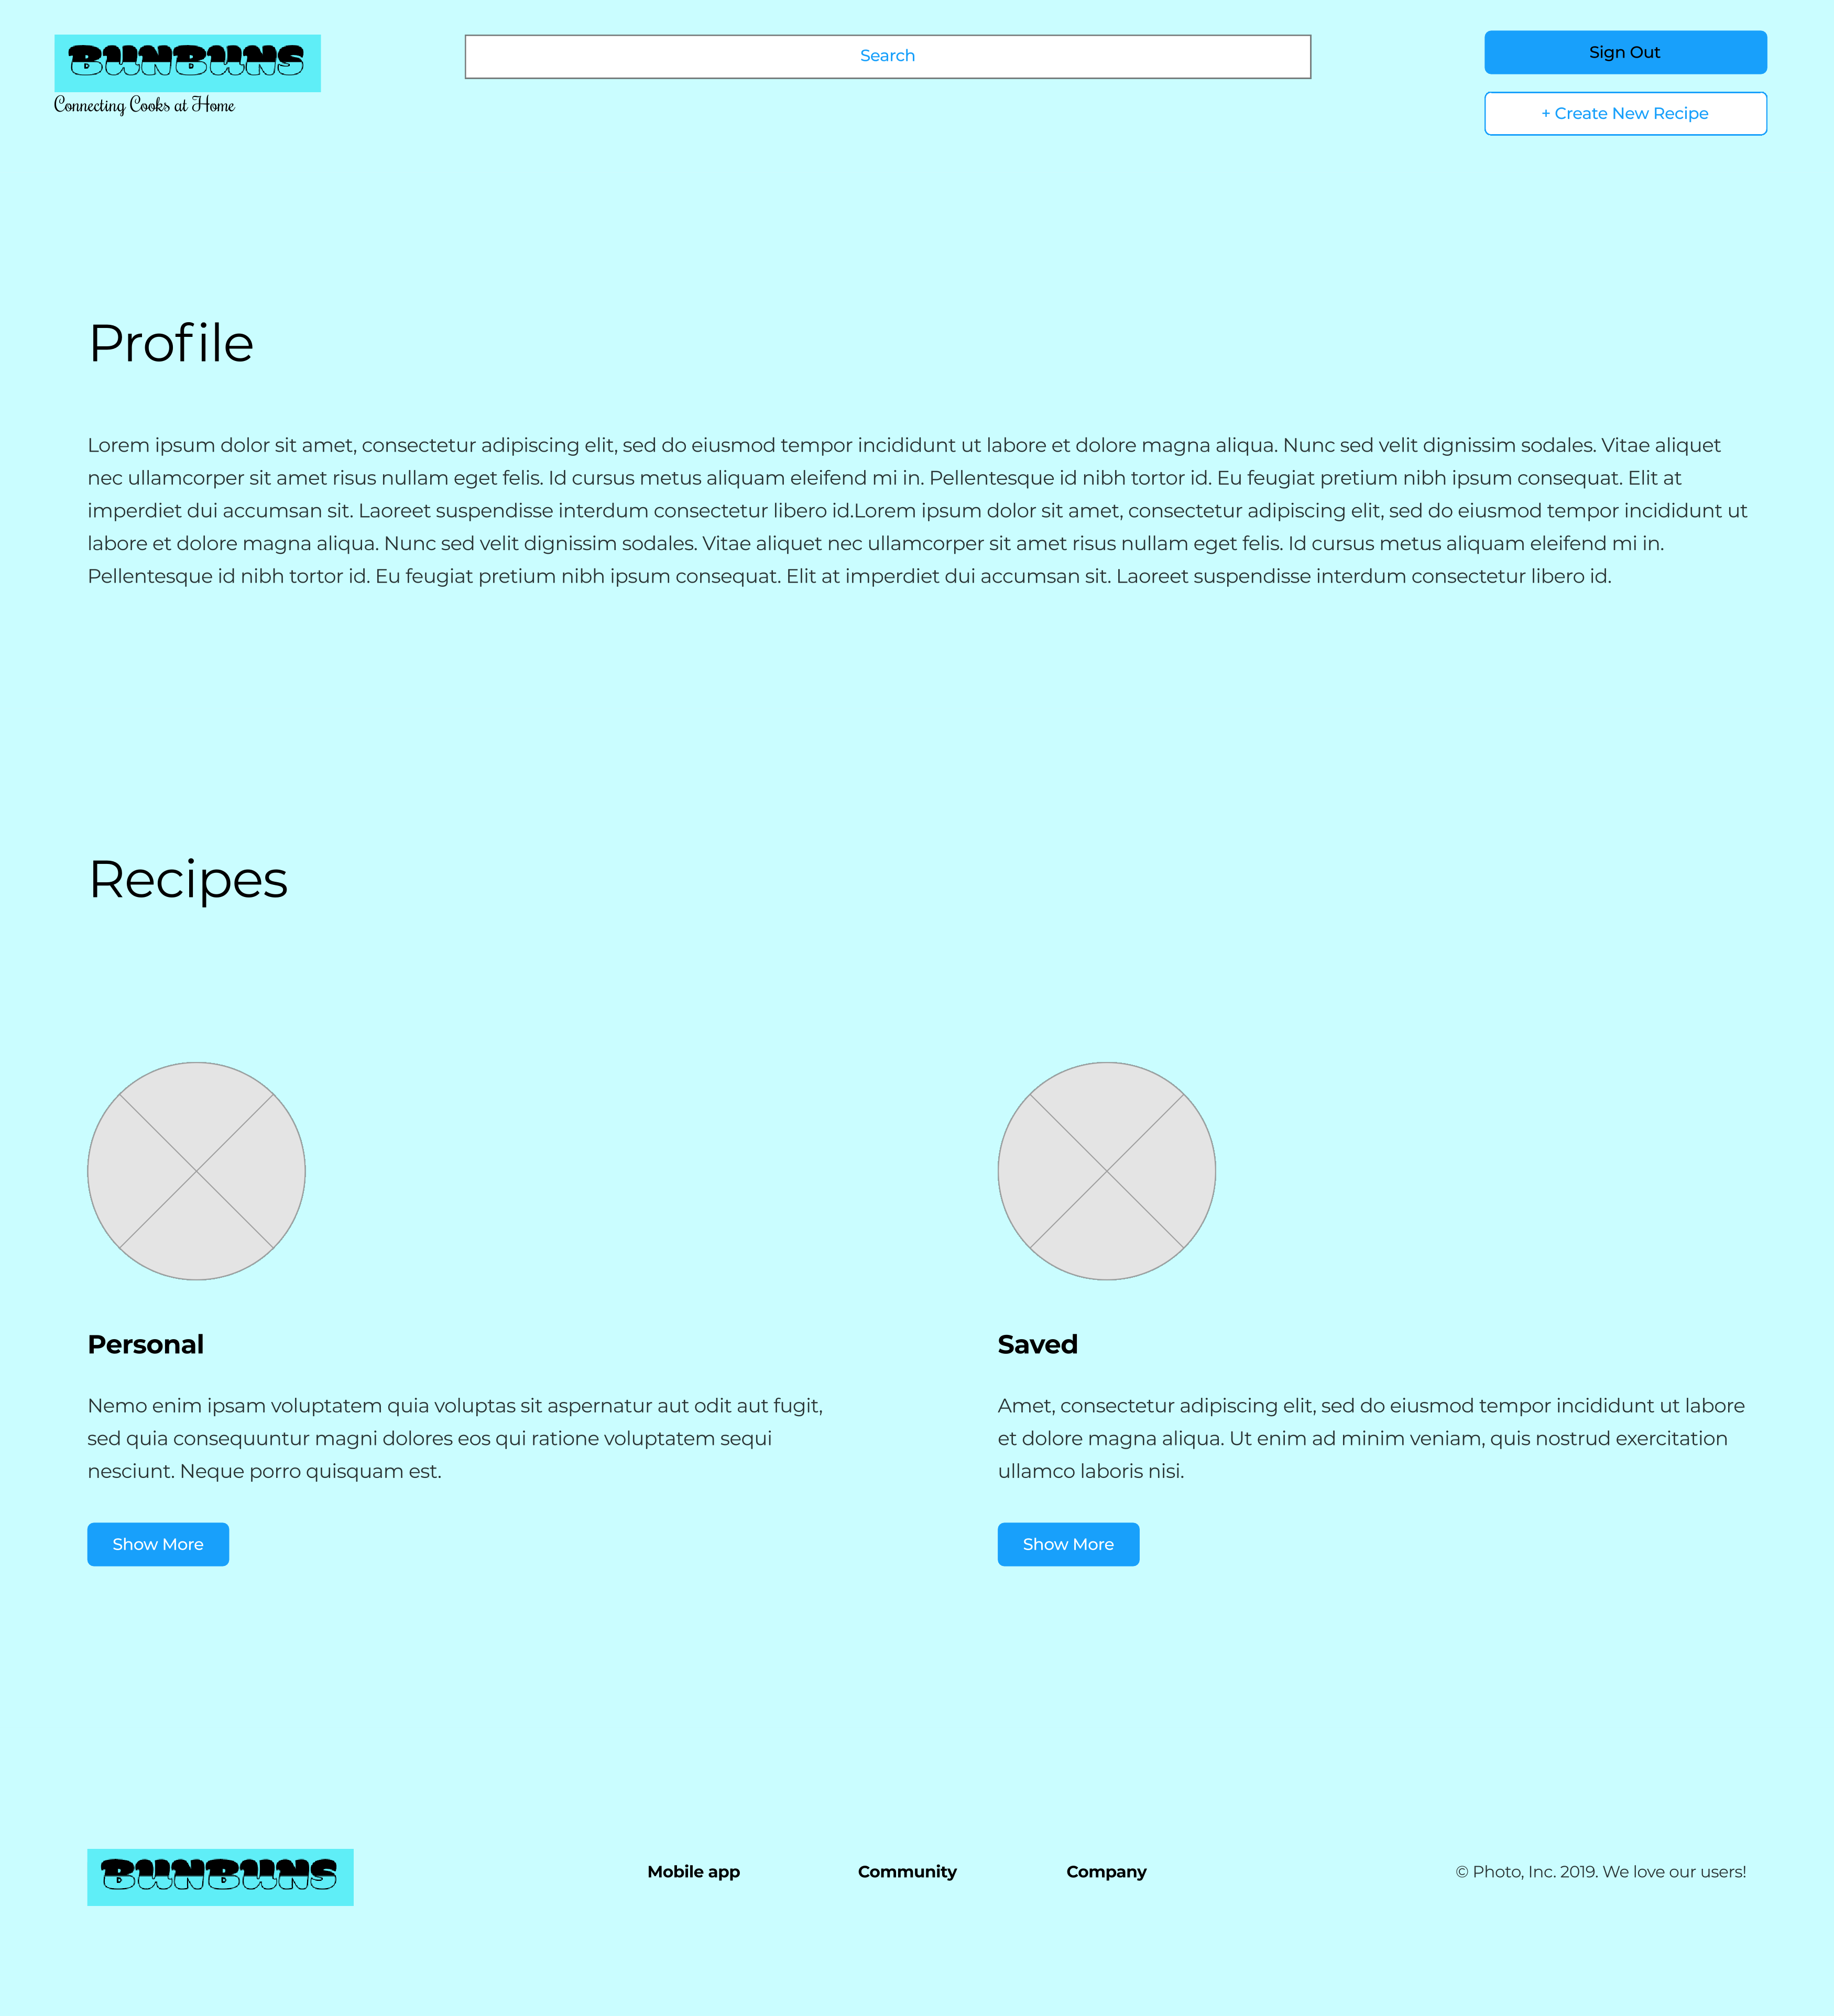 BUNBUNS
Connecting Cooks at Home
Search
Sign Out
+ Create New Recipe
Profile
Lorem ipsum dolor sit amet, consectetur adipiscing elit, sed do eiusmod tempor incididunt ut labore et dolore magna aliqua. Nunc sed velit dignissim sodales. Vitae aliquet
nec ullamcorper sit amet risus nullam eget felis. Id cursus metus aliquam eleifend mi in. Pellentesque id nibh tortor id. Eu feugiat pretium nibh ipsum consequat. Elit at
imperdiet dui accumsan sit. Laoreet suspendisse interdum consectetur libero id.Lorem ipsum dolor sit amet, consectetur adipiscing elit, sed do eiusmod tempor incididunt ut
labore et dolore magna aliqua. Nunc sed velit dignissim sodales. Vitae aliquet nec ullamcorper sit amet risus nullam eget felis. Id cursus metus aliquam eleifend mi in.
Pellentesque id nibh tortor id. Eu feugiat pretium nibh ipsum consequat. Elit at imperdiet dui accumsan sit. Laoreet suspendisse interdum consectetur libero id.
Recipes
Personal
Nemo enim ipsam voluptatem quia voluptas sit aspernatur aut odit aut fugit,
sed quia consequuntur magni dolores eos qui ratione voluptatem sequi
nesciunt. Neque porro quisquam est.
Show More
Saved
Amet, consectetur adipiscing elit, sed do eiusmod tempor incididunt ut labore
et dolore magna aliqua. Ut enim ad minim veniam, quis nostrud exercitation
ullamco laboris nisi.
Show More
BUNBUNS
Mobile app
Community
Company
© Photo, Inc. 2019. We love our users!